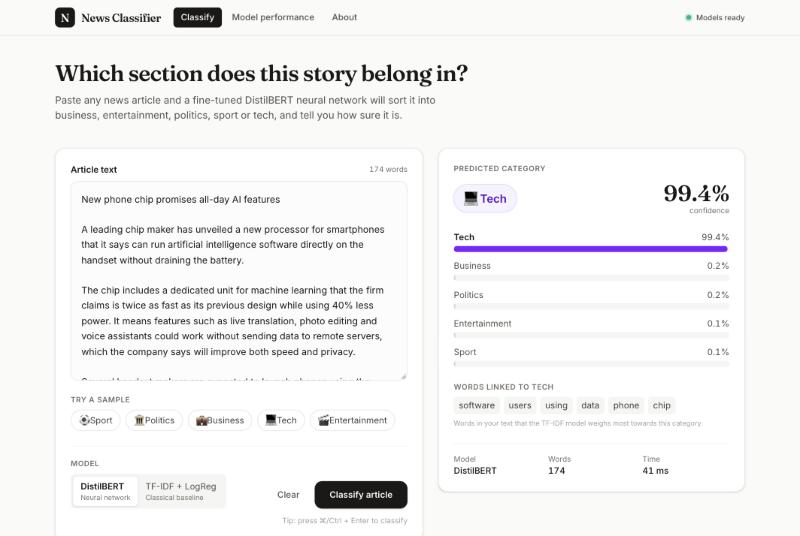 N News Classifier Classify Model performance About Models ready
Which section does this story belong in?
Paste any news article and a fine-tuned DistilBERT neural network will sort it into
business, entertainment, politics, sport or tech, and tell you how sure it is.
Article text 174 words
New phone chip promises all-day AI features
A leading chip maker has unveiled a new processor for smartphones
that it says can run artificial intelligence software directly on the
handset without draining the battery.
The chip includes a dedicated unit for machine learning that the firm
claims is twice as fast as its previous design while using 40% less
power. It means features such as live translation, photo editing and
voice assistants could work without sending data to remote servers,
which the company says will improve both speed and privacy.
TRY A SAMPLE
Sport Politics Business Tech Entertainment
MODEL
DistilBERT
Neural network
TF-IDF + LogReg
Classical baseline
Clear
Classify article
Tip: press ⌘/Ctrl + Enter to classify
PREDICTED CATEGORY
Tech
99.4%
confidence
Tech 99.4%
Business 0.2%
Politics 0.2%
Entertainment 0.1%
Sport 0.1%
WORDS LINKED TO TECH
software users using data phone chip
Words in your text that the TF-IDF model weighs most towards this category.
Model Words Time
DistilBERT 174 41 ms